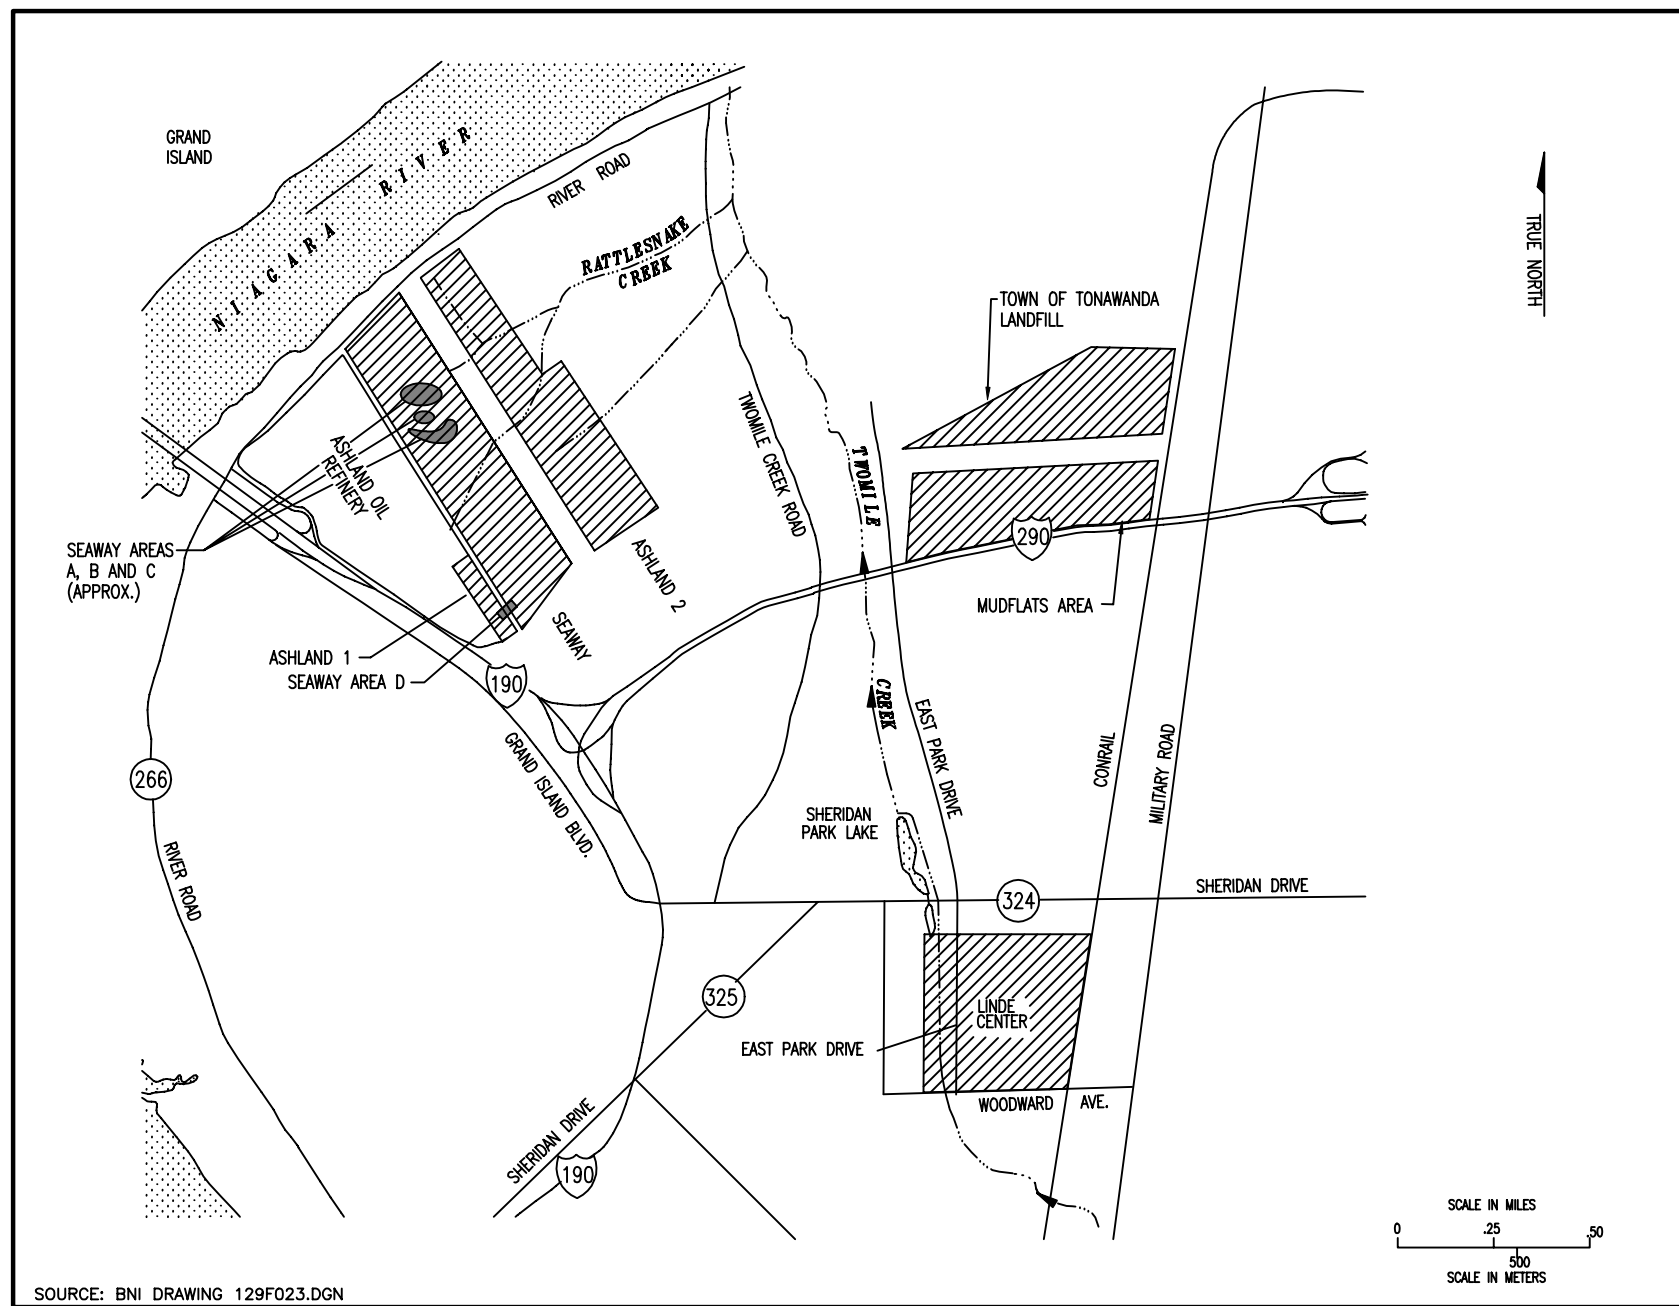 GRAND
ISLAND
NIAGARA RIVER
RIVER ROAD
RATTLESNAKE
CREEK
TRUE NORTH
TOWN OF TONAWANDA
LANDFILL
ASHLAND OIL
REFINERY
TWOMILE CREEK ROAD
TWOMILE
CREEK
SEAWAY AREAS
A, B AND C
(APPROX.)
290
ASHLAND 2
MUDFLATS AREA
SEAWAY
ASHLAND 1
SEAWAY AREA D
190
GRAND ISLAND BLVD.
EAST PARK DRIVE
CONRAIL
MILITARY ROAD
266
SHERIDAN
PARK LAKE
RIVER ROAD
SHERIDAN DRIVE
324
325
LINDE
CENTER
EAST PARK DRIVE
WOODWARD AVE.
SHERIDAN DRIVE
190
SCALE IN MILES
0 .25 .50
500
SCALE IN METERS
SOURCE: BNI DRAWING 129F023.DGN